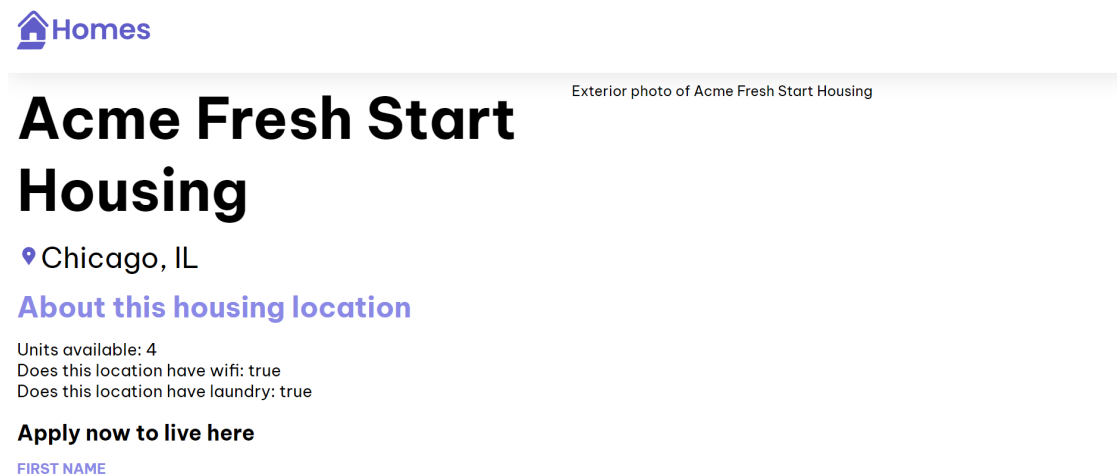 Homes
Acme Fresh Start
Housing
Exterior photo of Acme Fresh Start Housing
Chicago, IL
About this housing location
Units available: 4
Does this location have wifi: true
Does this location have laundry: true
Apply now to live here
FIRST NAME